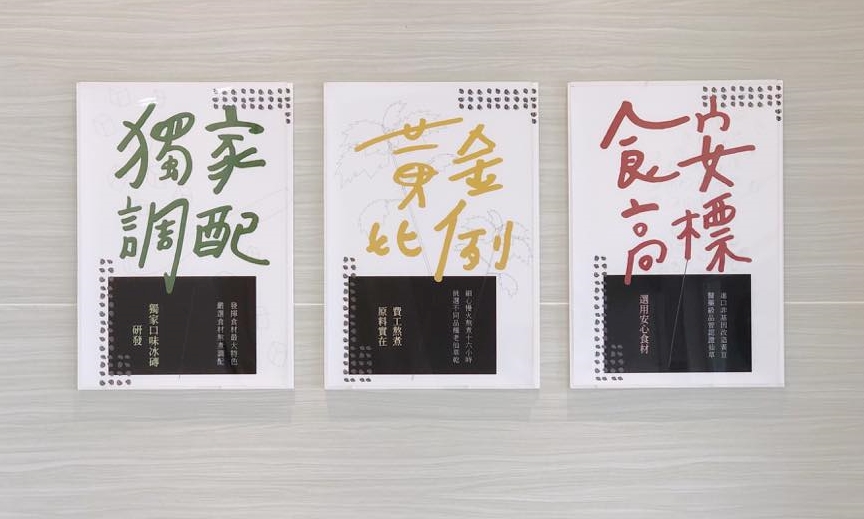 獨家
調配
發揮食材最大特色
嚴選食材熬煮調配
獨家口味冰磚
研發
黃金
比例
細心慢火熬煮十六小時
挑選不同品種老仙草乾
費工熬煮
原料實在
食安
高標
進口非基因改造黃豆
醫藥級品質認證仙草
選用安心食材